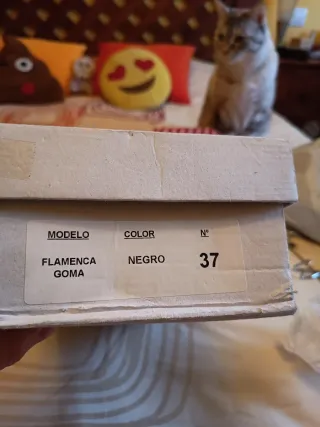 MODELO COLOR Nº
FLAMENCA NEGRO 37
GOMA